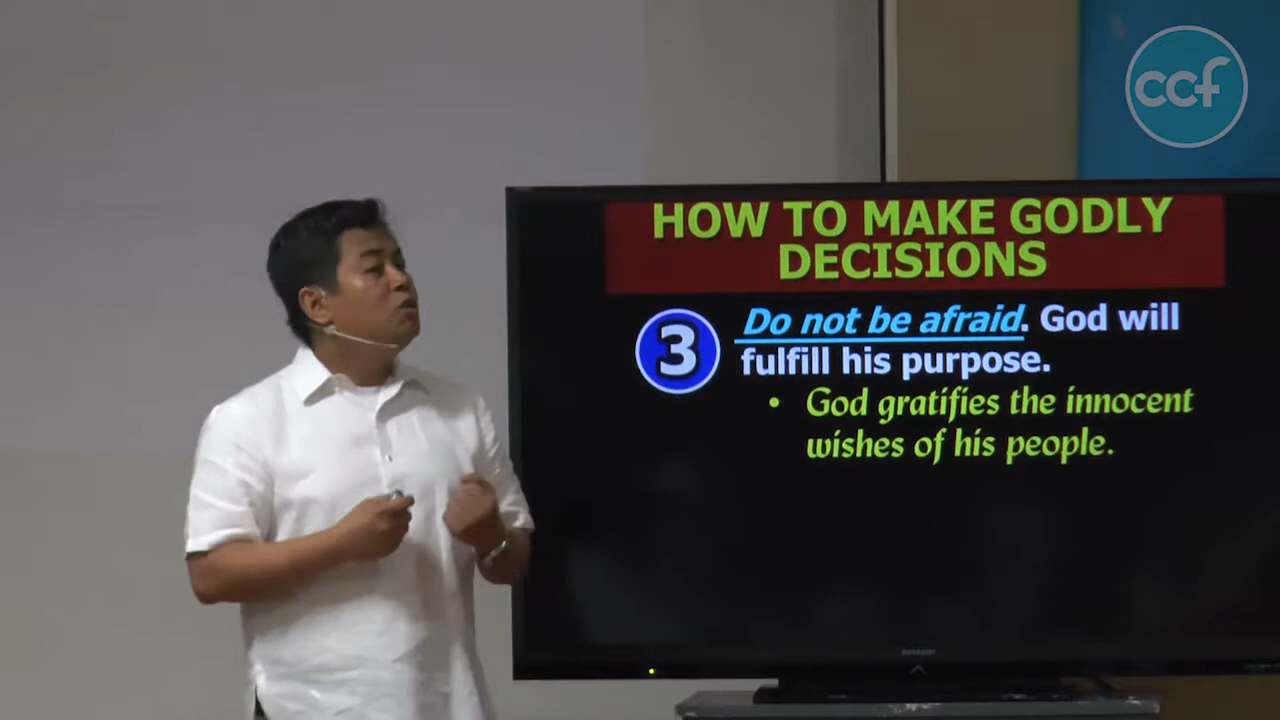 ccf
HOW TO MAKE GODLY
DECISIONS
3 Do not be afraid. God will
fulfill his purpose.
• God gratifies the innocent
wishes of his people.
SHARP